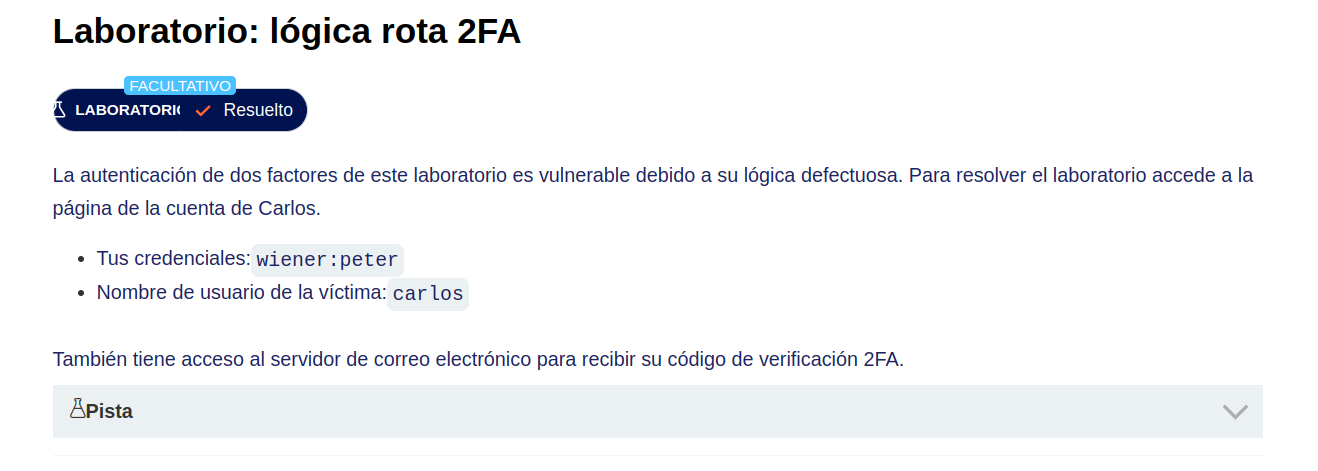 Laboratorio: lógica rota 2FA
FACULTATIVO
LABORATORIO Resuelto
La autenticación de dos factores de este laboratorio es vulnerable debido a su lógica defectuosa. Para resolver el laboratorio accede a la
página de la cuenta de Carlos.
Tus credenciales: wiener:peter
Nombre de usuario de la víctima: carlos
También tiene acceso al servidor de correo electrónico para recibir su código de verificación 2FA.
Pista